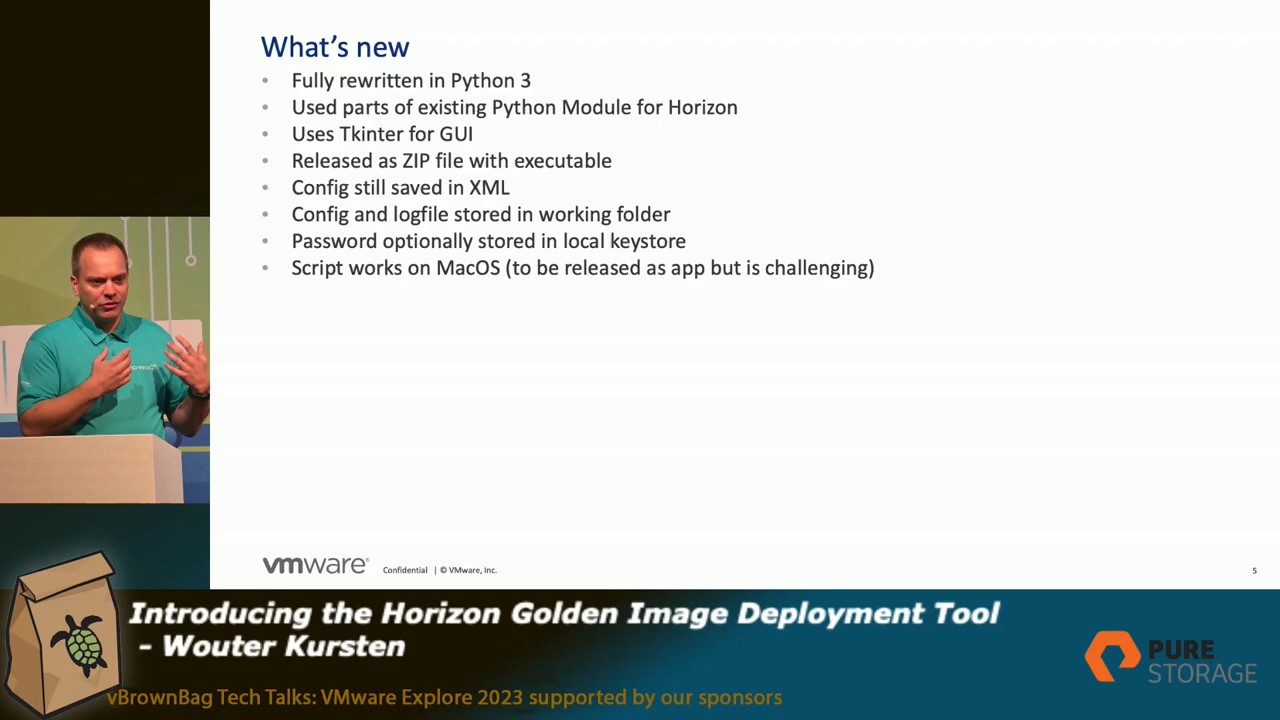 What's new
• Fully rewritten in Python 3
• Used parts of existing Python Module for Horizon
• Uses Tkinter for GUI
• Released as ZIP file with executable
• Config still saved in XML
• Config and logfile stored in working folder
• Password optionally stored in local keystore
• Script works on MacOS (to be released as app but is challenging)
vmware® Confidential | © VMware, Inc. 5
Introducing the Horizon Golden Image Deployment Tool
- Wouter Kursten
PURE
STORAGE
vBrownBag Tech Talks: VMware Explore 2023 supported by our sponsors